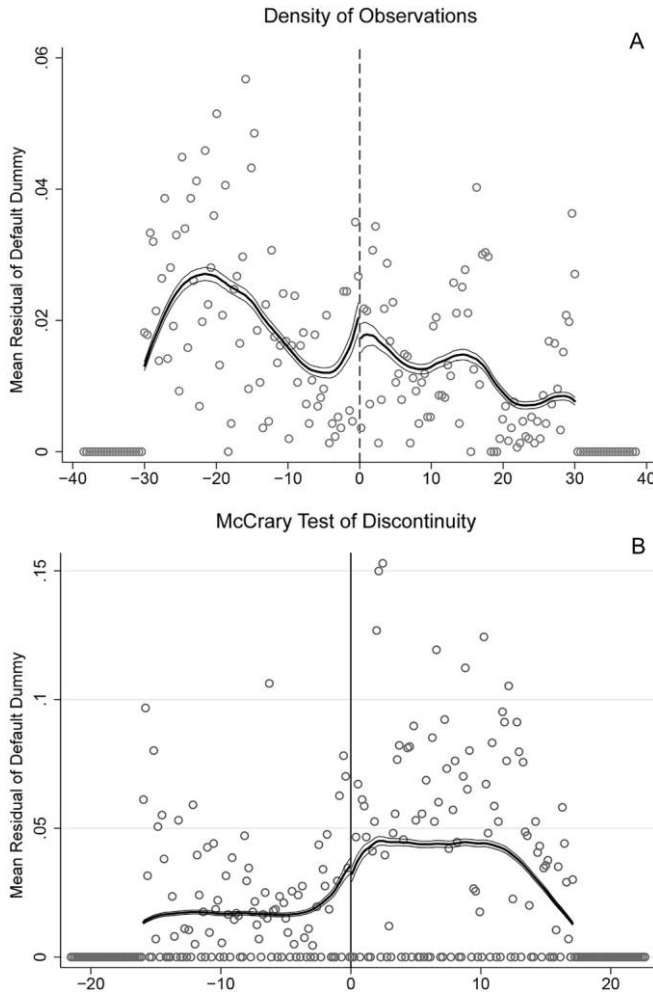 Density of Observations
A
Mean Residual of Default Dummy
.06
.04
.02
0
−40 −30 −20 −10 0 10 20 30 40
McCrary Test of Discontinuity
B
Mean Residual of Default Dummy
.15
.1
.05
0
−20 −10 0 10 20